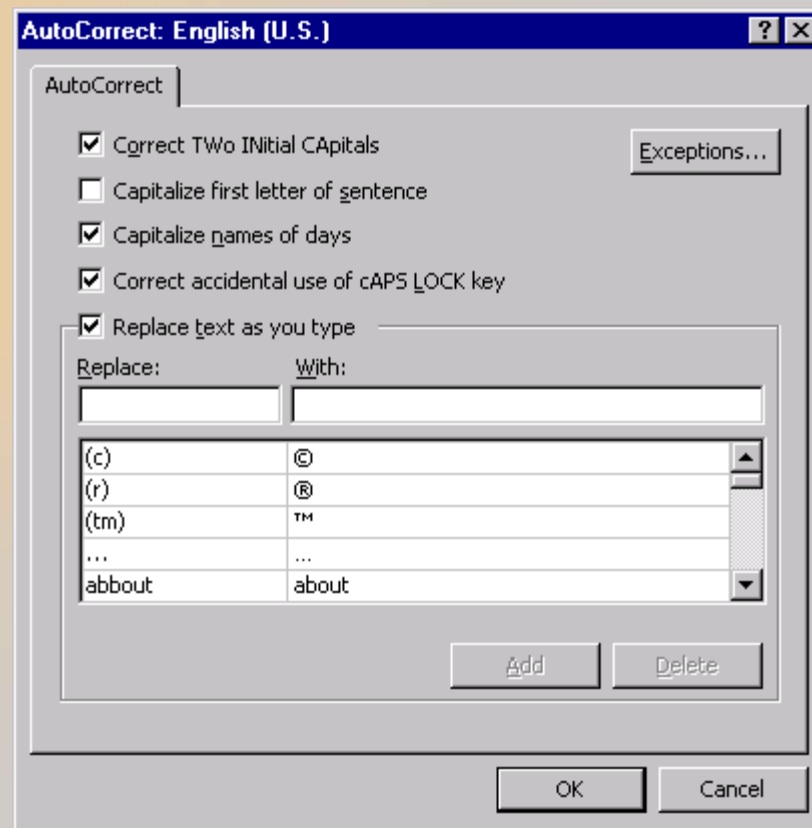 AutoCorrect: English (U.S.)
AutoCorrect
Correct TWo INitial CApitals
Exceptions...
Capitalize first letter of sentence
Capitalize names of days
Correct accidental use of cAPS LOCK key
Replace text as you type
Replace: With:
(c) ©
(r) ®
(tm) ™
... …
abbout about
Add Delete
OK Cancel